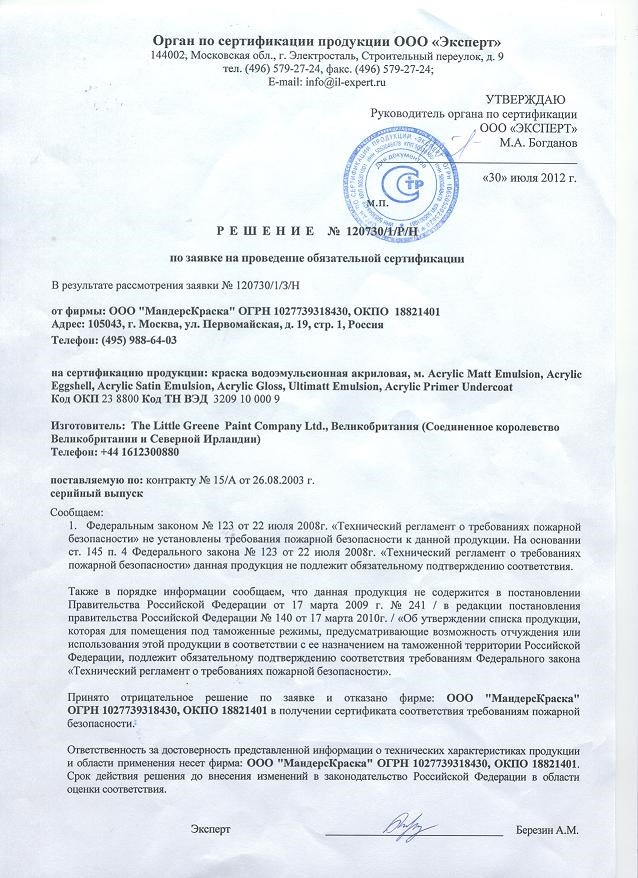 Орган по сертификации продукции ООО «Эксперт»
144002, Московская обл., г. Электросталь, Строительный переулок, д. 9
тел. (496) 579-27-24, факс. (496) 579-27-24;
E-mail: info@il-expert.ru
УТВЕРЖДАЮ
Руководитель органа по сертификации
ООО «ЭКСПЕРТ»
М.А. Богданов
Для документов
«30» июля 2012 г.
м.п.
РЕШЕНИЕ № 120730/1/Р/Н
по заявке на проведение обязательной сертификации
В результате рассмотрения заявки № 120730/1/З/Н
от фирмы: ООО "МандерсКраска" ОГРН 1027739318430, ОКПО 18821401
Адрес: 105043, г. Москва, ул. Первомайская, д. 19, стр. 1, Россия
Телефон: (495) 988-64-03
на сертификацию продукции: краска водоэмульсионная акриловая, м. Acrylic Matt Emulsion, Acrylic
Eggshell, Acrylic Satin Emulsion, Acrylic Gloss, Ultimatt Emulsion, Acrylic Primer Undercoat
Код ОКП 23 8800 Код ТН ВЭД 3209 10 000 9
Изготовитель: The Little Greene Paint Company Ltd., Великобритания (Соединенное королевство
Великобритании и Северной Ирландии)
Телефон: +44 1612300880
поставляемую по: контракту № 15/А от 26.08.2003 г.
серийный выпуск
Сообщаем:
1. Федеральным законом № 123 от 22 июля 2008г. «Технический регламент о требованиях пожарной
безопасности» не установлены требования пожарной безопасности к данной продукции. На основании
ст. 145 п. 4 Федерального закона № 123 от 22 июля 2008г. «Технический регламент о требованиях
пожарной безопасности» данная продукция не подлежит обязательному подтверждению соответствия.
Также в порядке информации сообщаем, что данная продукция не содержится в постановлении
Правительства Российской Федерации от 17 марта 2009 г. № 241 / в редакции постановления
правительства Российской Федерации № 140 от 17 марта 2010г. / «Об утверждении списка продукции,
которая для помещения под таможенные режимы, предусматривающие возможность отчуждения или
использования этой продукции в соответствии с ее назначением на таможенной территории Российской
Федерации, подлежит обязательному подтверждению соответствия требованиям Федерального закона
«Технический регламент о требованиях пожарной безопасности».
Принято отрицательное решение по заявке и отказано фирме: ООО "МандерсКраска"
ОГРН 1027739318430, ОКПО 18821401 в получении сертификата соответствия требованиям пожарной
безопасности.
Ответственность за достоверность представленной информации о технических характеристиках продукции
и области применения несет фирма: ООО "МандерсКраска" ОГРН 1027739318430, ОКПО 18821401.
Срок действия решения до внесения изменений в законодательство Российской Федерации в области
оценки соответствия.
Эксперт Березин А.М.